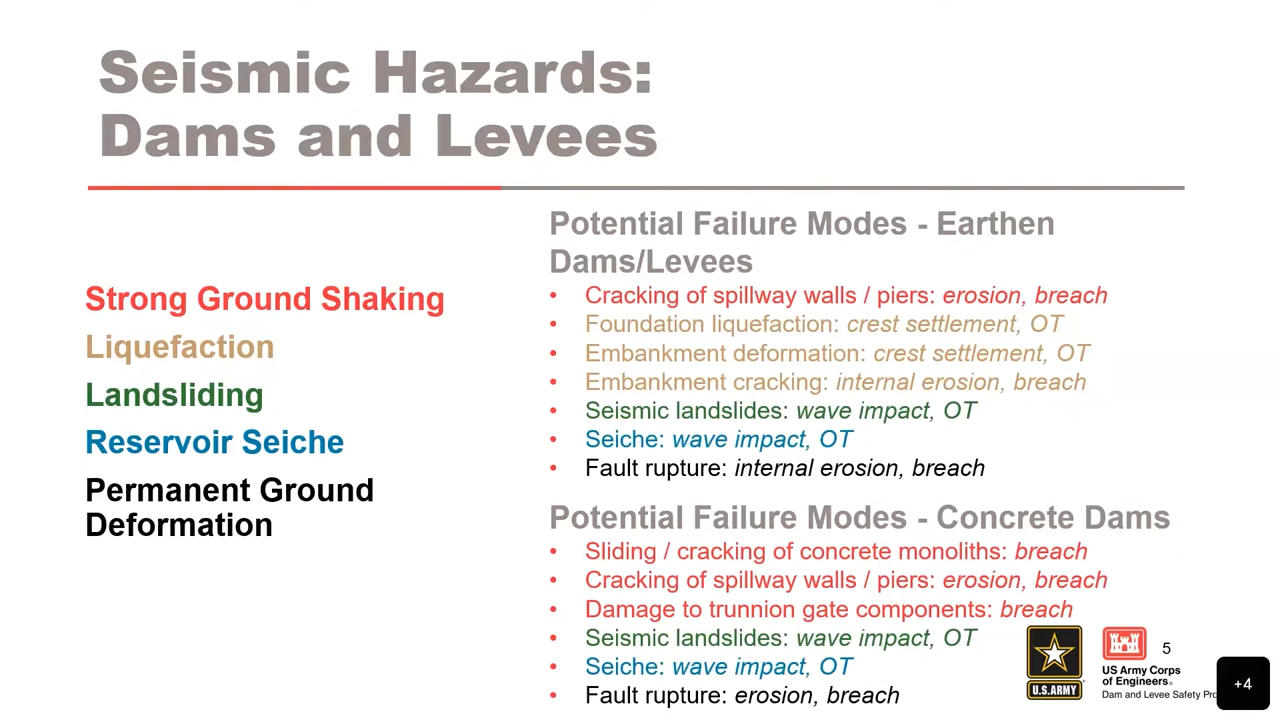 Seismic Hazards:
Dams and Levees
Strong Ground Shaking
Liquefaction
Landsliding
Reservoir Seiche
Permanent Ground
Deformation
Potential Failure Modes - Earthen
Dams/Levees
• Cracking of spillway walls / piers: erosion, breach
• Foundation liquefaction: crest settlement, OT
• Embankment deformation: crest settlement, OT
• Embankment cracking: internal erosion, breach
• Seismic landslides: wave impact, OT
• Seiche: wave impact, OT
• Fault rupture: internal erosion, breach
Potential Failure Modes - Concrete Dams
• Sliding / cracking of concrete monoliths: breach
• Cracking of spillway walls / piers: erosion, breach
• Damage to trunnion gate components: breach
• Seismic landslides: wave impact, OT
• Seiche: wave impact, OT
• Fault rupture: erosion, breach
U.S.ARMY
US Army Corps
of Engineers®
Dam and Levee Safety
5
+4